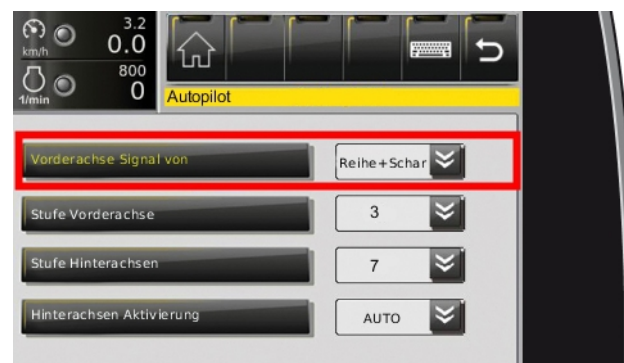 3.2
km/h 0.0
800
1/min 0
Autopilot
Vorderachse Signal von Reihe+Schar
Stufe Vorderachse 3
Stufe Hinterachsen 7
Hinterachsen Aktivierung AUTO